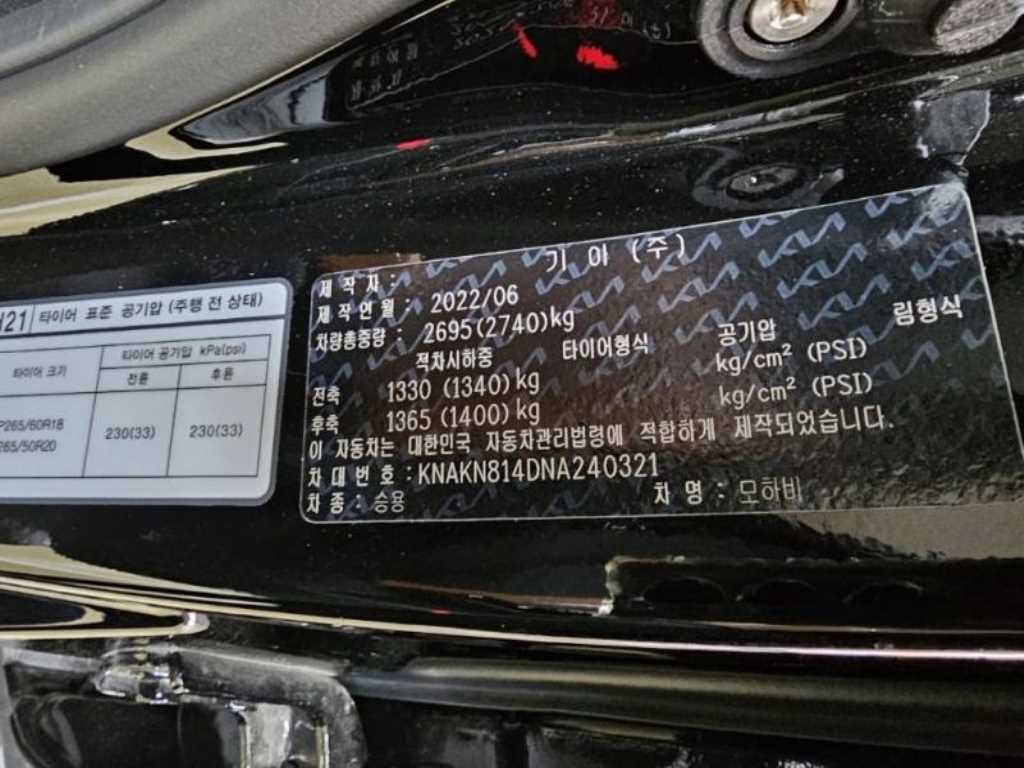 21 타이어 표준 공기압 (주행 전 상태)
타이어 크기 타이어 공기압 kPa(psi)
전륜 후륜
P265/60R18 230(33) 230(33)
265/50R20
제 작 자 기 아 (주)
제 작 연 월 : 2022/06
차량총중량 : 2695(2740)kg
적차시하중 타이어형식 공기압 림형식
전축 1330 (1340)kg kg/cm² (PSI)
후축 1365 (1400)kg kg/cm² (PSI)
이 자동차는 대한민국 자동차관리법령에 적합하게 제작되었습니다.
차 대 번 호 : KNAKN814DNA240321
차 종 : 승용 차 명 : 모하비